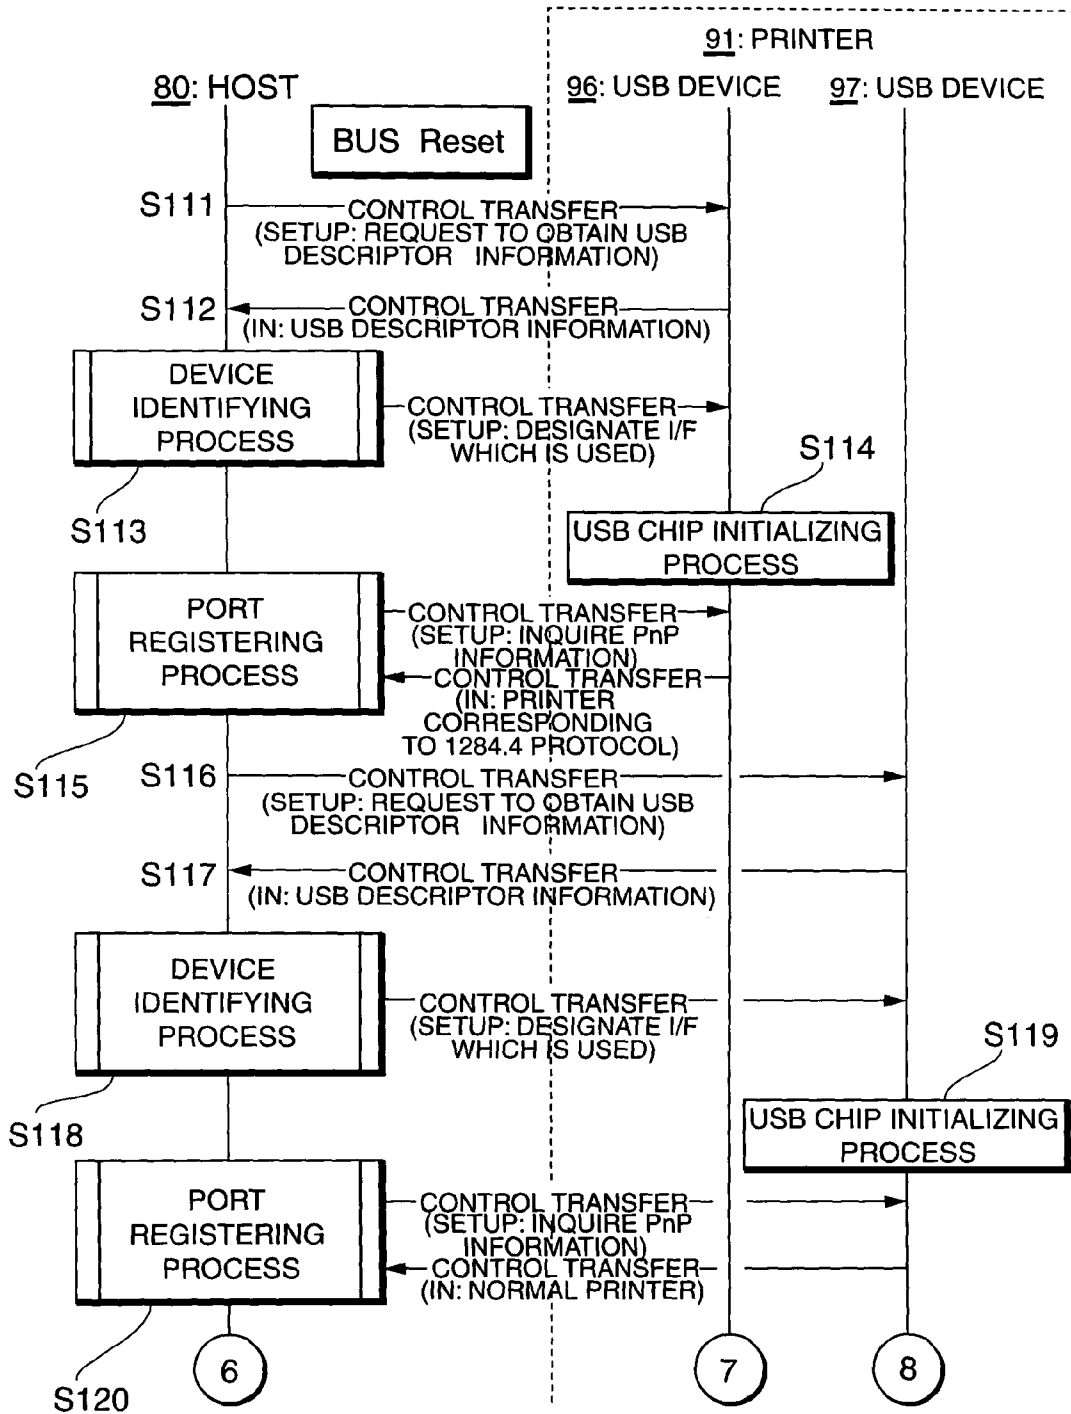 91: PRINTER
80: HOST
96: USB DEVICE
97: USB DEVICE
BUS Reset
S111
CONTROL TRANSFER
(SETUP: REQUEST TO OBTAIN USB
DESCRIPTOR INFORMATION)
S112
CONTROL TRANSFER
(IN: USB DESCRIPTOR INFORMATION)
DEVICE
IDENTIFYING
PROCESS
CONTROL TRANSFER
(SETUP: DESIGNATE I/F
WHICH IS USED)
S113
S114
USB CHIP INITIALIZING
PROCESS
PORT
REGISTERING
PROCESS
CONTROL TRANSFER
(SETUP: INQUIRE PnP
INFORMATION)
CONTROL TRANSFER
(IN: PRINTER
CORRESPONDING
TO 1284.4 PROTOCOL)
S115
S116
CONTROL TRANSFER
(SETUP: REQUEST TO OBTAIN USB
DESCRIPTOR INFORMATION)
S117
CONTROL TRANSFER
(IN: USB DESCRIPTOR INFORMATION)
DEVICE
IDENTIFYING
PROCESS
CONTROL TRANSFER
(SETUP: DESIGNATE I/F
WHICH IS USED)
S118
S119
USB CHIP INITIALIZING
PROCESS
PORT
REGISTERING
PROCESS
CONTROL TRANSFER
(SETUP: INQUIRE PnP
INFORMATION)
CONTROL TRANSFER
(IN: NORMAL PRINTER)
S120
6
7
8